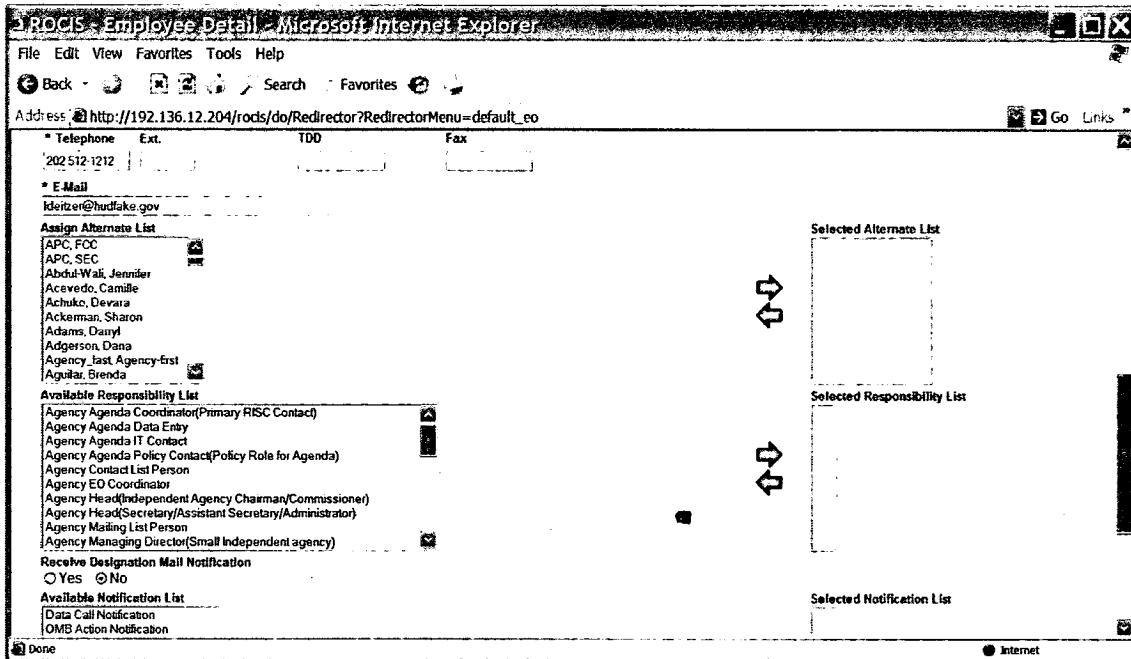 ROCIS - Employee Detail - Microsoft Internet Explorer
File Edit View Favorites Tools Help
Back Search Favorites
Address http://192.136.12.204/rocis/do/Redirector?RedirectorMenu=default_eo Go Links »
* Telephone Ext. TDD Fax
202 512-1212
* E-Mail
ldeitzer@hudfake.gov
Assign Alternate List Selected Alternate List
APC, FCC
APC, SEC
Abdul-Wali, Jennifer
Acevedo, Camille
Achuko, Devara
Ackerman, Sharon
Adams, Darryl
Adgerson, Dana
Agency_last, Agency-first
Aguilar, Brenda
Available Responsibility List Selected Responsibility List
Agency Agenda Coordinator(Primary RISC Contact)
Agency Agenda Data Entry
Agency Agenda IT Contact
Agency Agenda Policy Contact(Policy Role for Agenda)
Agency Contact List Person
Agency EO Coordinator
Agency Head(Independent Agency Chairman/Commissioner)
Agency Head(Secretary/Assistant Secretary/Administrator)
Agency Mailing List Person
Agency Managing Director(Small Independent agency)
Receive Designation Mail Notification
Yes No
Available Notification List Selected Notification List
Data Call Notification
OMB Action Notification
Done Internet